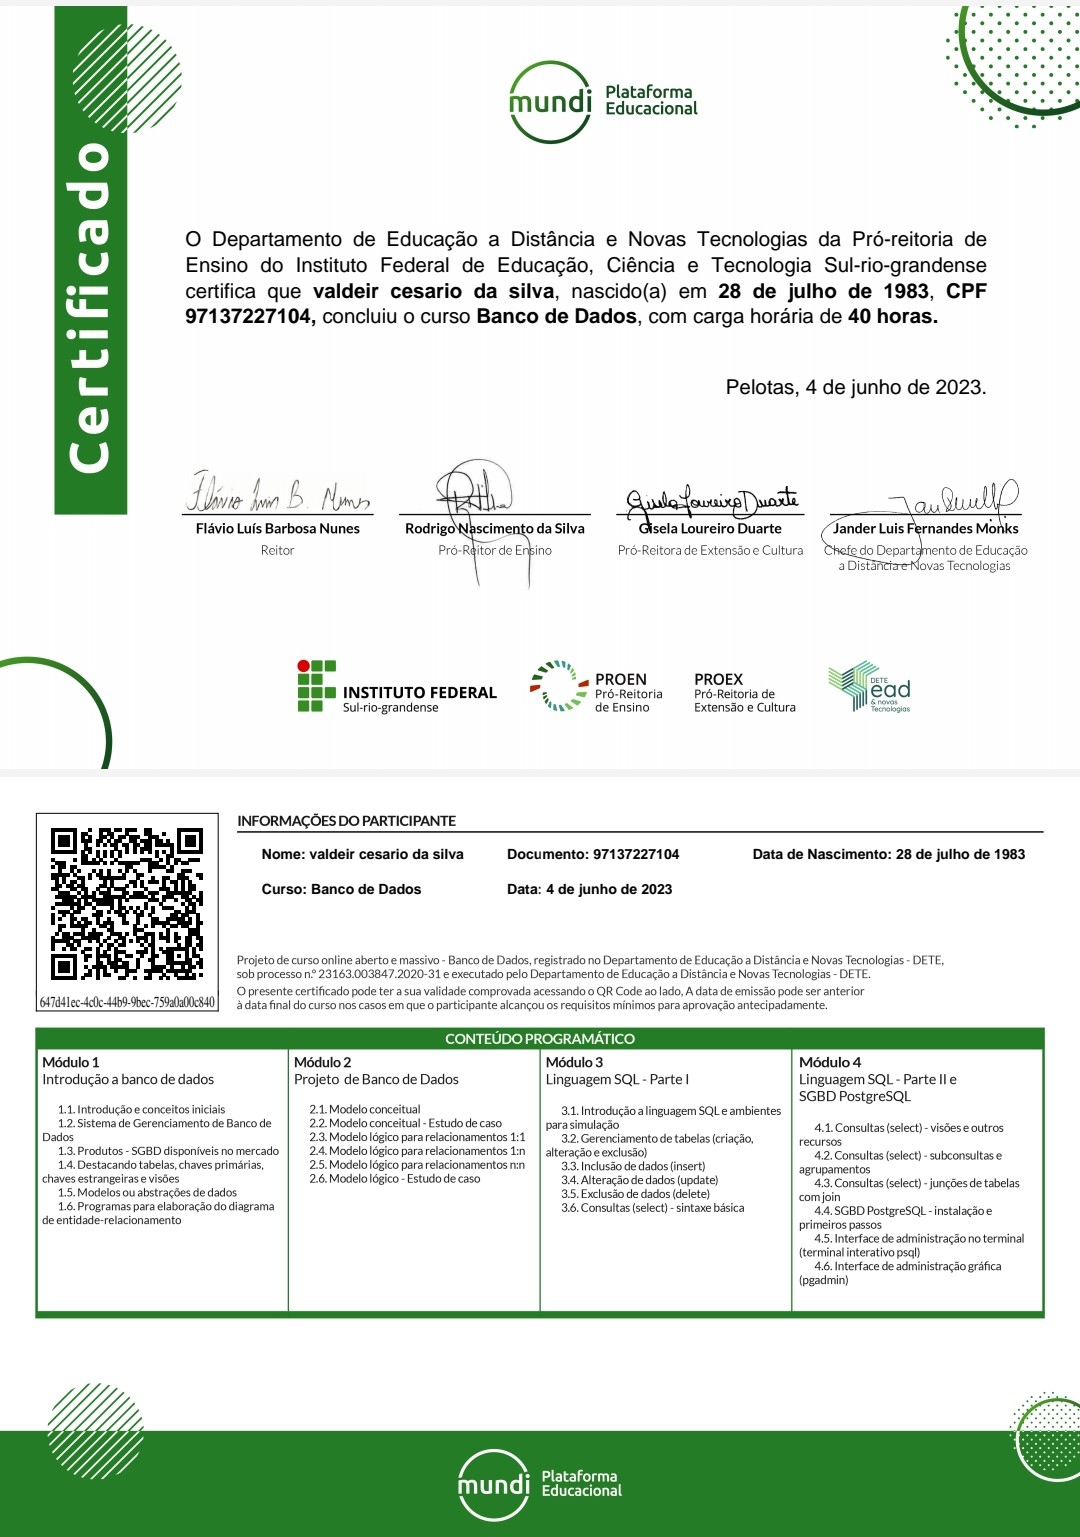 Certificado
mundi Plataforma
Educacional
O Departamento de Educação a Distância e Novas Tecnologias da Pró-reitoria de
Ensino do Instituto Federal de Educação, Ciência e Tecnologia Sul-rio-grandense
certifica que valdeir cesario da silva, nascido(a) em 28 de julho de 1983, CPF
97137227104, concluiu o curso Banco de Dados, com carga horária de 40 horas.
Pelotas, 4 de junho de 2023.
Flávio Luis B. Nunes
Gisela Loureiro Duarte
Flávio Luís Barbosa Nunes
Reitor
Rodrigo Nascimento da Silva
Pró-Reitor de Ensino
Gisela Loureiro Duarte
Pró-Reitora de Extensão e Cultura
Jander Luis Fernandes Monks
Chefe do Departamento de Educação
a Distância e Novas Tecnologias
INSTITUTO FEDERAL
Sul-rio-grandense
PROEN
Pró-Reitoria
de Ensino
PROEX
Pró-Reitoria de
Extensão e Cultura
DETE
ead
& novas
Tecnologias
647d41ec-4c0c-44b9-9bec-759a0a00c840
INFORMAÇÕES DO PARTICIPANTE
Nome: valdeir cesario da silva
Documento: 97137227104
Data de Nascimento: 28 de julho de 1983
Curso: Banco de Dados
Data: 4 de junho de 2023
Projeto de curso online aberto e massivo - Banco de Dados, registrado no Departamento de Educação a Distância e Novas Tecnologias - DETE,
sob processo n.º 23163.003847.2020-31 e executado pelo Departamento de Educação a Distância e Novas Tecnologias - DETE.
O presente certificado pode ter a sua validade comprovada acessando o QR Code ao lado, A data de emissão pode ser anterior
à data final do curso nos casos em que o participante alcançou os requisitos mínimos para aprovação antecipadamente.
CONTEÚDO PROGRAMÁTICO
Módulo 1
Introdução a banco de dados
1.1. Introdução e conceitos iniciais
1.2. Sistema de Gerenciamento de Banco de
Dados
1.3. Produtos - SGBD disponíveis no mercado
1.4. Destacando tabelas, chaves primárias,
chaves estrangeiras e visões
1.5. Modelos ou abstrações de dados
1.6. Programas para elaboração do diagrama
de entidade-relacionamento
Módulo 2
Projeto de Banco de Dados
2.1. Modelo conceitual
2.2. Modelo conceitual - Estudo de caso
2.3. Modelo lógico para relacionamentos 1:1
2.4. Modelo lógico para relacionamentos 1:n
2.5. Modelo lógico para relacionamentos n:n
2.6. Modelo lógico - Estudo de caso
Módulo 3
Linguagem SQL - Parte I
3.1. Introdução a linguagem SQL e ambientes
para simulação
3.2. Gerenciamento de tabelas (criação,
alteração e exclusão)
3.3. Inclusão de dados (insert)
3.4. Alteração de dados (update)
3.5. Exclusão de dados (delete)
3.6. Consultas (select) - sintaxe básica
Módulo 4
Linguagem SQL - Parte II e
SGBD PostgreSQL
4.1. Consultas (select) - visões e outros
recursos
4.2. Consultas (select) - subconsultas e
agrupamentos
4.3. Consultas (select) - junções de tabelas
com join
4.4. SGBD PostgreSQL - instalação e
primeiros passos
4.5. Interface de administração no terminal
(terminal interativo psql)
4.6. Interface de administração gráfica
(pgadmin)
mundi Plataforma
Educacional